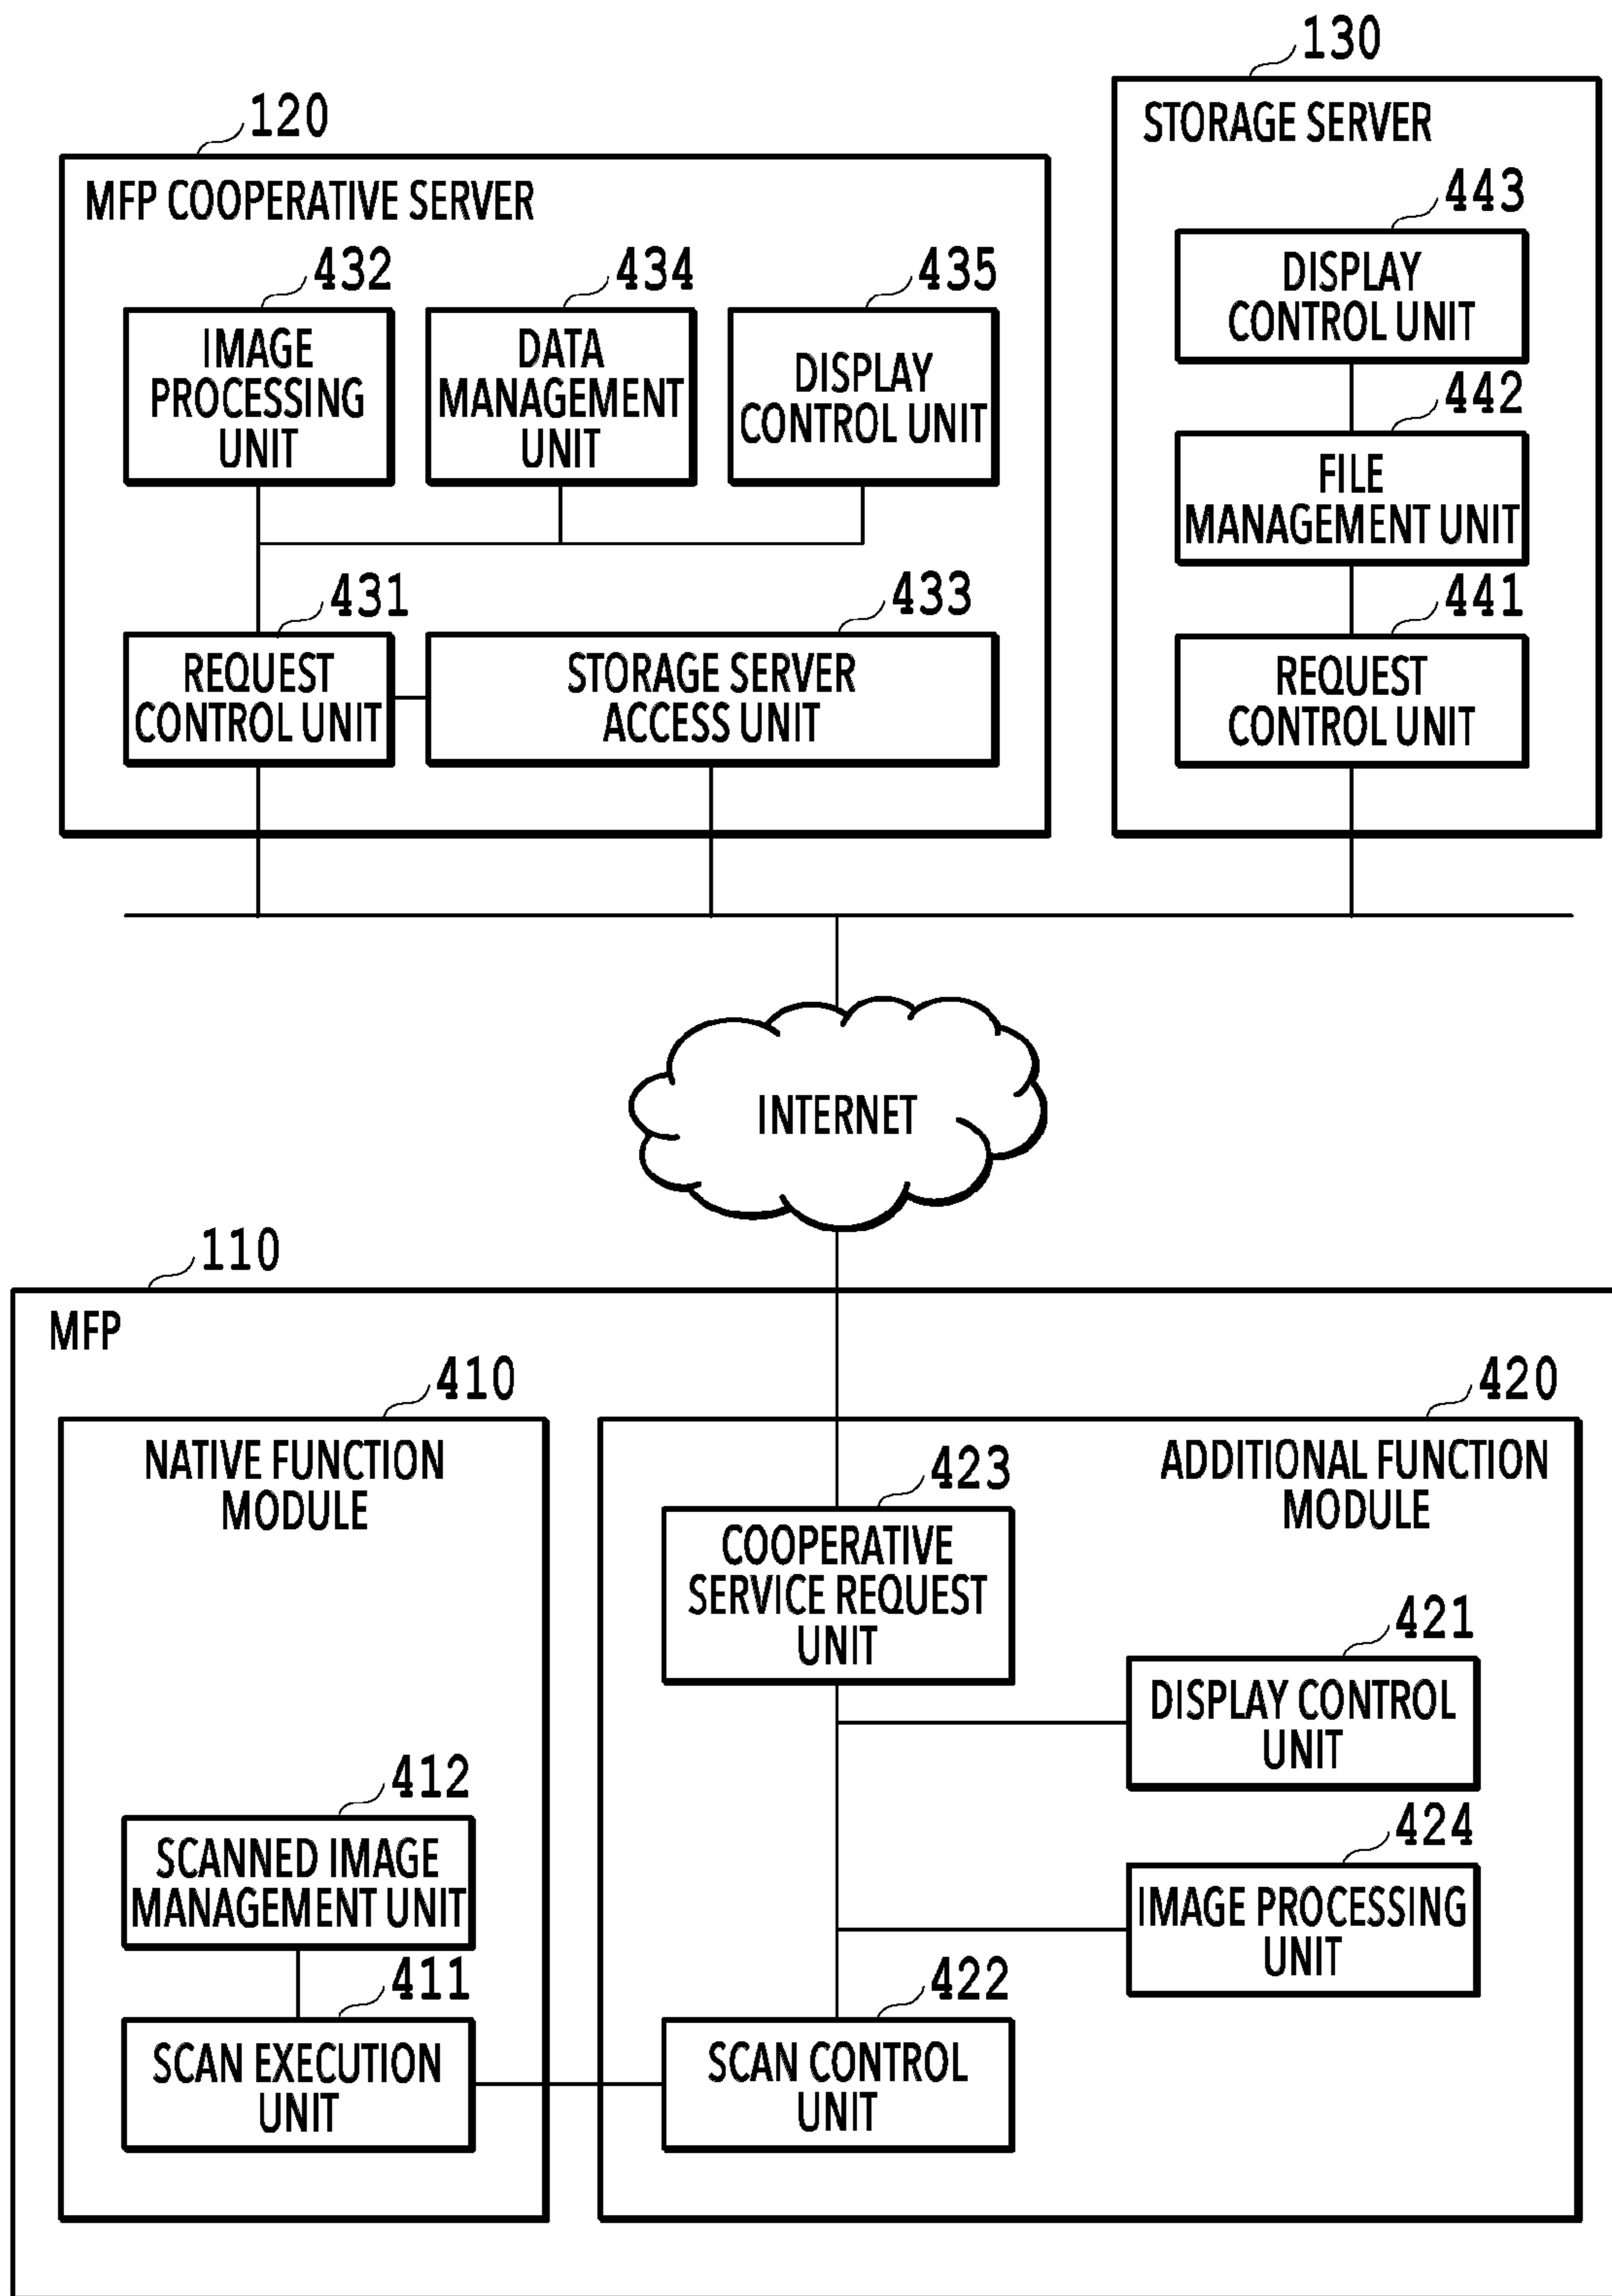 130
STORAGE SERVER
443
DISPLAY
CONTROL UNIT
442
FILE
MANAGEMENT UNIT
441
REQUEST
CONTROL UNIT
120
MFP COOPERATIVE SERVER
432
IMAGE
PROCESSING
UNIT
434
DATA
MANAGEMENT
UNIT
435
DISPLAY
CONTROL UNIT
431
REQUEST
CONTROL UNIT
433
STORAGE SERVER
ACCESS UNIT
INTERNET
110
MFP
410
NATIVE FUNCTION
MODULE
412
SCANNED IMAGE
MANAGEMENT UNIT
411
SCAN EXECUTION
UNIT
420
ADDITIONAL FUNCTION
MODULE
423
COOPERATIVE
SERVICE REQUEST
UNIT
421
DISPLAY CONTROL
UNIT
424
IMAGE PROCESSING
UNIT
422
SCAN CONTROL
UNIT